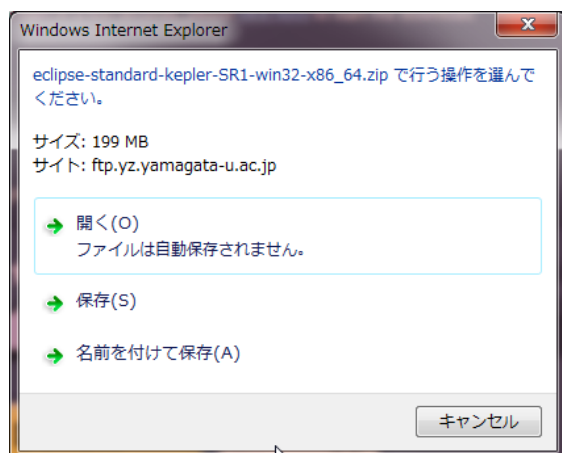 Windows Internet Explorer
eclipse-standard-kepler-SR1-win32-x86_64.zip で行う操作を選んで
ください。
サイズ: 199 MB
サイト: ftp.yz.yamagata-u.ac.jp
開く(O)
ファイルは自動保存されません。
保存(S)
名前を付けて保存(A)
キャンセル